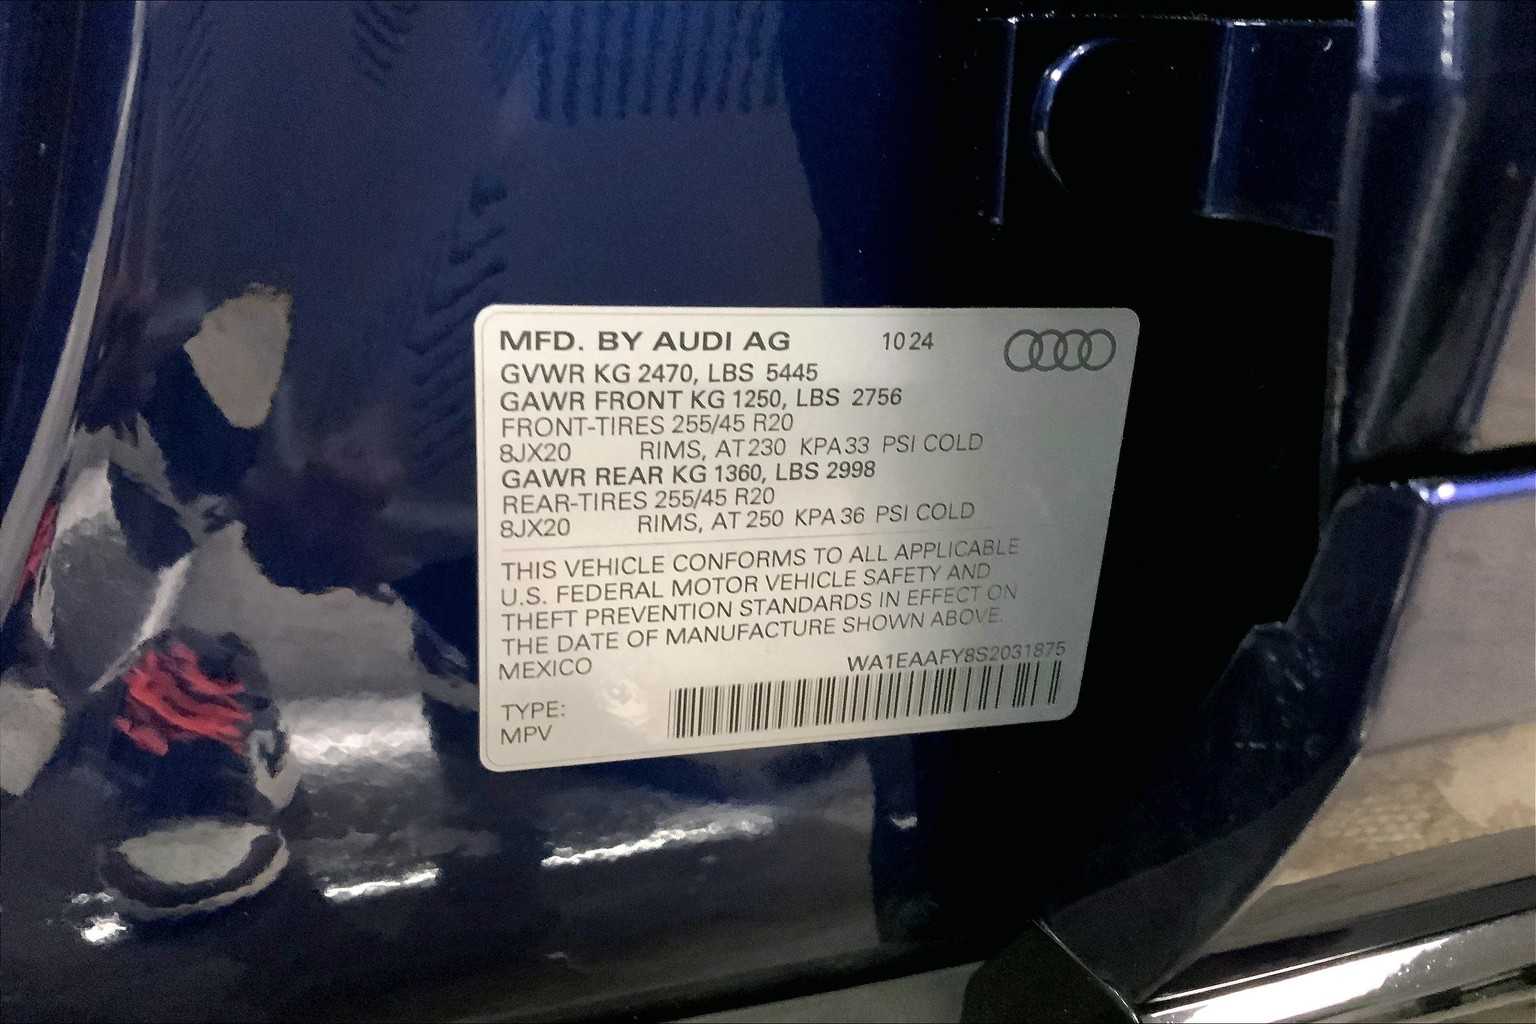 MFD. BY AUDI AG 10 24
GVWR KG 2470, LBS 5445
GAWR FRONT KG 1250, LBS 2756
FRONT-TIRES 255/45 R20
8JX20 RIMS, AT 230 KPA 33 PSI COLD
GAWR REAR KG 1360, LBS 2998
REAR-TIRES 255/45 R20
8JX20 RIMS, AT 250 KPA 36 PSI COLD
THIS VEHICLE CONFORMS TO ALL APPLICABLE
U.S. FEDERAL MOTOR VEHICLE SAFETY AND
THEFT PREVENTION STANDARDS IN EFFECT ON
THE DATE OF MANUFACTURE SHOWN ABOVE.
MEXICO WA1EAAFY8S2031875
TYPE:
MPV